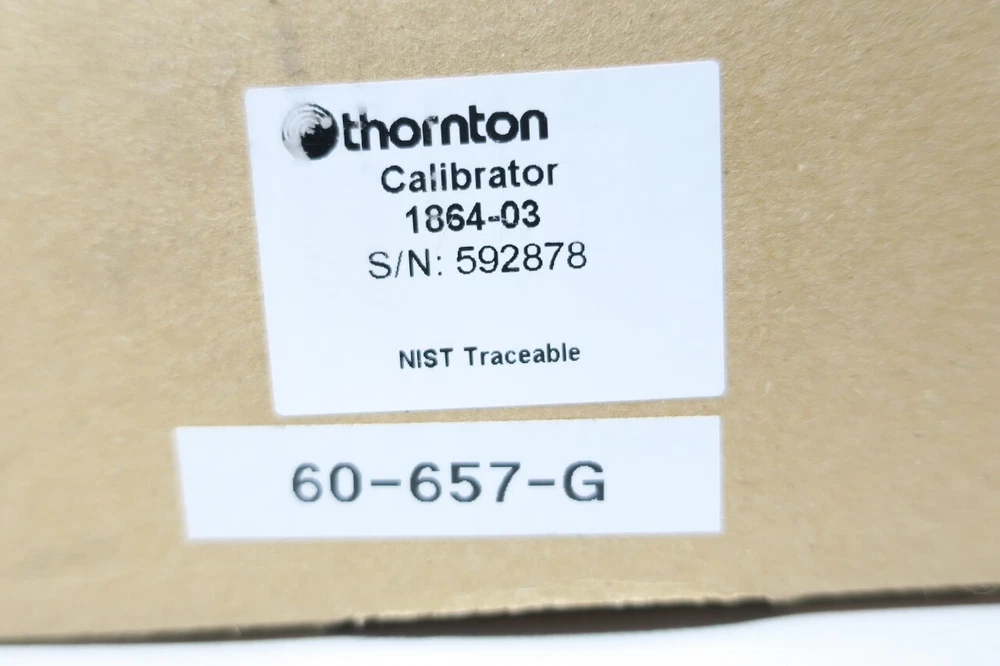 thornton
Calibrator
1864-03
S/N: 592878
NIST Traceable
60-657-G